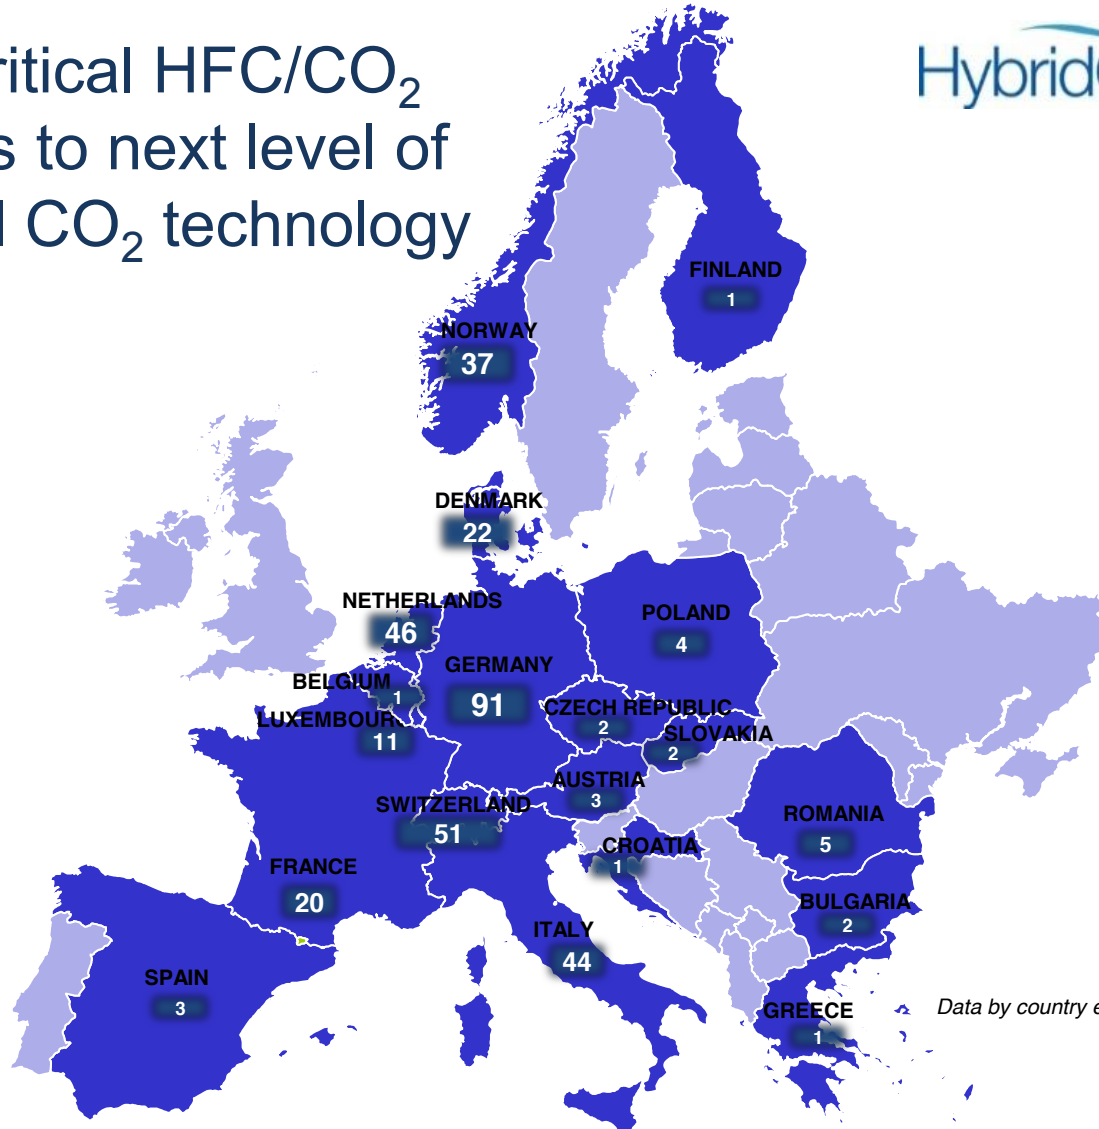 ritical HFC/CO₂
s to next level of
l CO₂ technology
Hybrid
FINLAND
1
NORWAY
37
DENMARK
22
NETHERLANDS
46
POLAND
4
GERMANY
91
BELGIUM
1
LUXEMBOURG
11
CZECH REPUBLIC
2
SLOVAKIA
2
AUSTRIA
3
SWITZERLAND
51
ROMANIA
5
CROATIA
1
FRANCE
20
BULGARIA
2
ITALY
44
SPAIN
3
GREECE
1
Data by country e